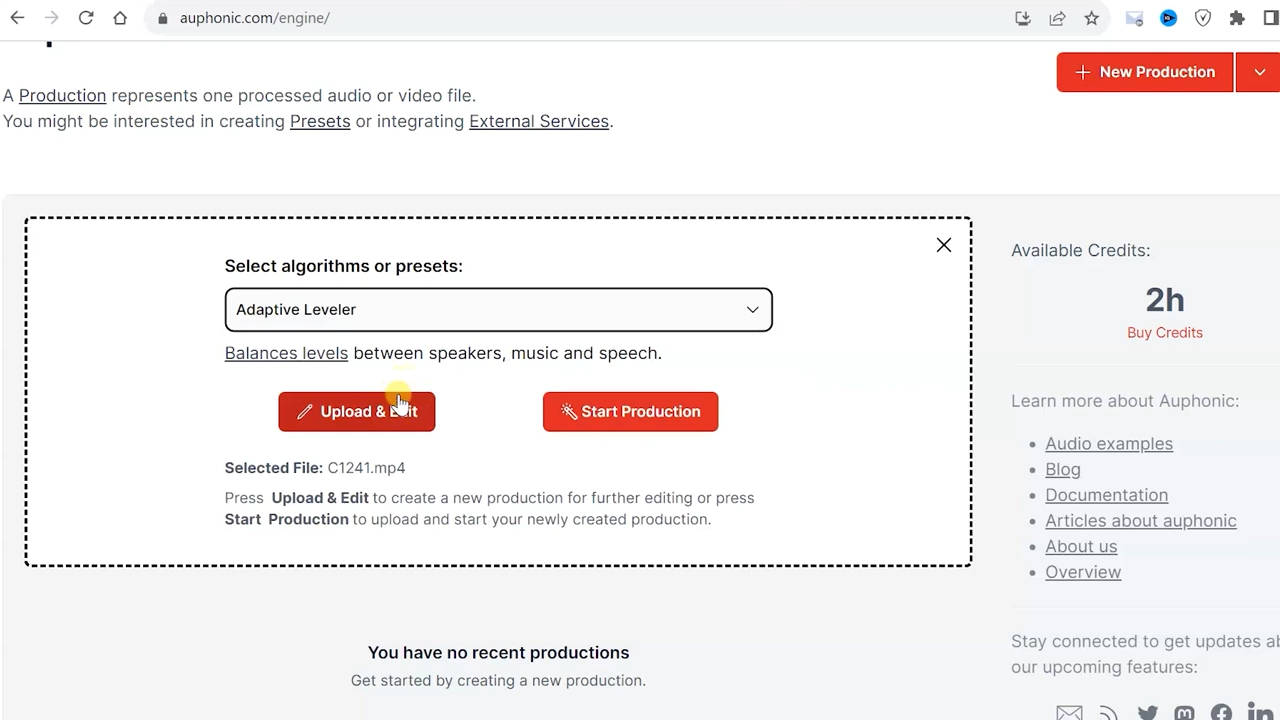 auphonic.com/engine/
New Production
A Production represents one processed audio or video file.
You might be interested in creating Presets or integrating External Services.
Select algorithms or presets:
Adaptive Leveler
Balances levels between speakers, music and speech.
Upload & Edit
Start Production
Selected File: C1241.mp4
Press Upload & Edit to create a new production for further editing or press
Start Production to upload and start your newly created production.
You have no recent productions
Get started by creating a new production.
Available Credits:
2h
Buy Credits
Learn more about Auphonic:
Audio examples
Blog
Documentation
Articles about auphonic
About us
Overview
Stay connected to get updates
our upcoming features: